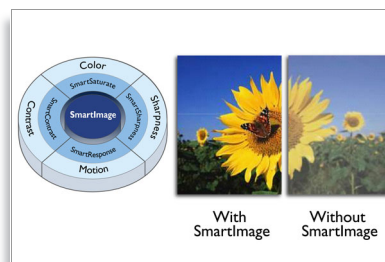 Color
SmartSaturate
Contrast
SmartContrast
SmartImage
SmartSharpness
Sharpness
SmartResponse
Motion
With
SmartImage
Without
SmartImage